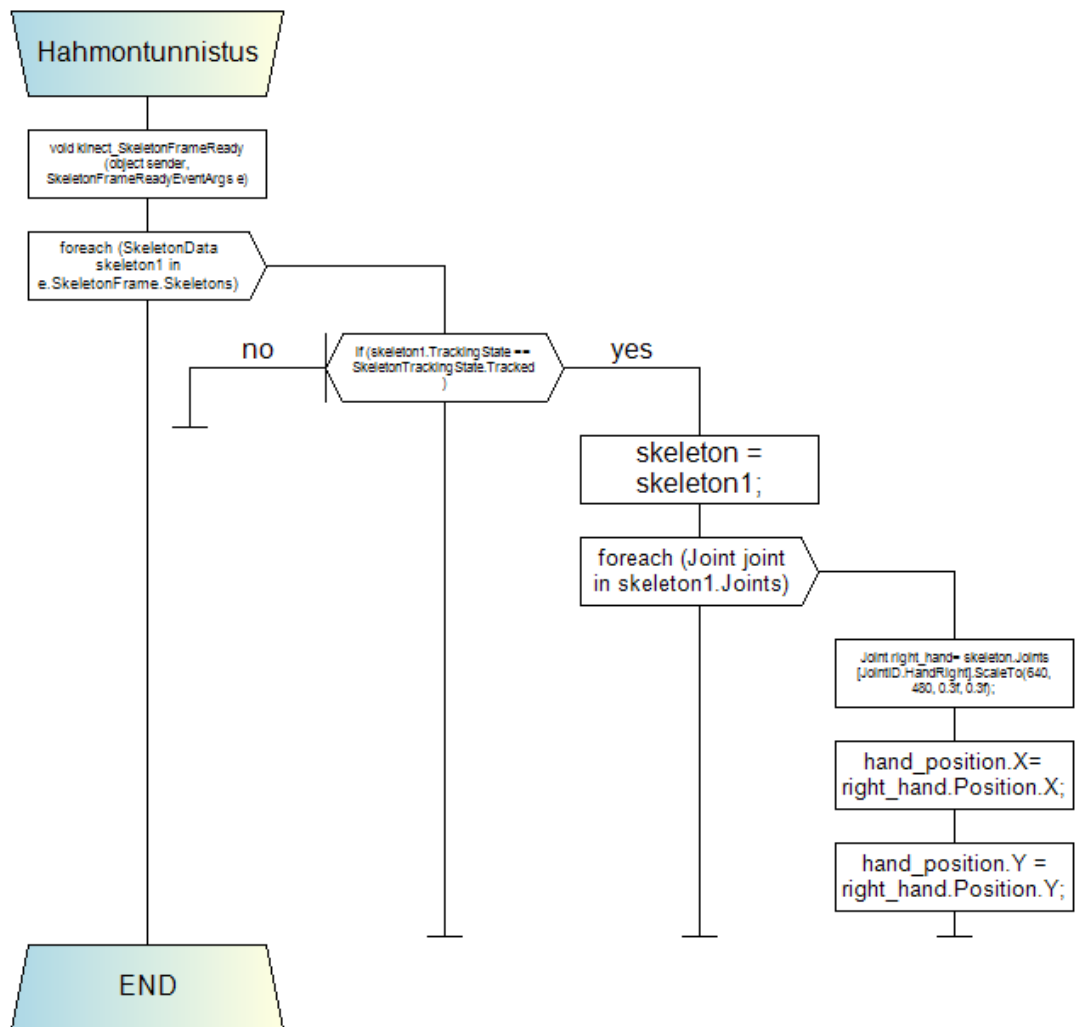 Hahmontunnistus
void kinect_SkeletonFrameReady
(object sender,
SkeletonFrameReadyEventArgs e)
foreach (SkeletonData
skeleton1 in
e.SkeletonFrame.Skeletons)
no
if (skeleton1.TrackingState ==
SkeletonTrackingState.Tracked
)
yes
skeleton =
skeleton1;
foreach (Joint joint
in skeleton1.Joints)
Joint right_hand= skeleton.Joints
[JointID.HandRight].ScaleTo(640,
480, 0.3f, 0.3f);
hand_position.X=
right_hand.Position.X;
hand_position.Y =
right_hand.Position.Y;
END